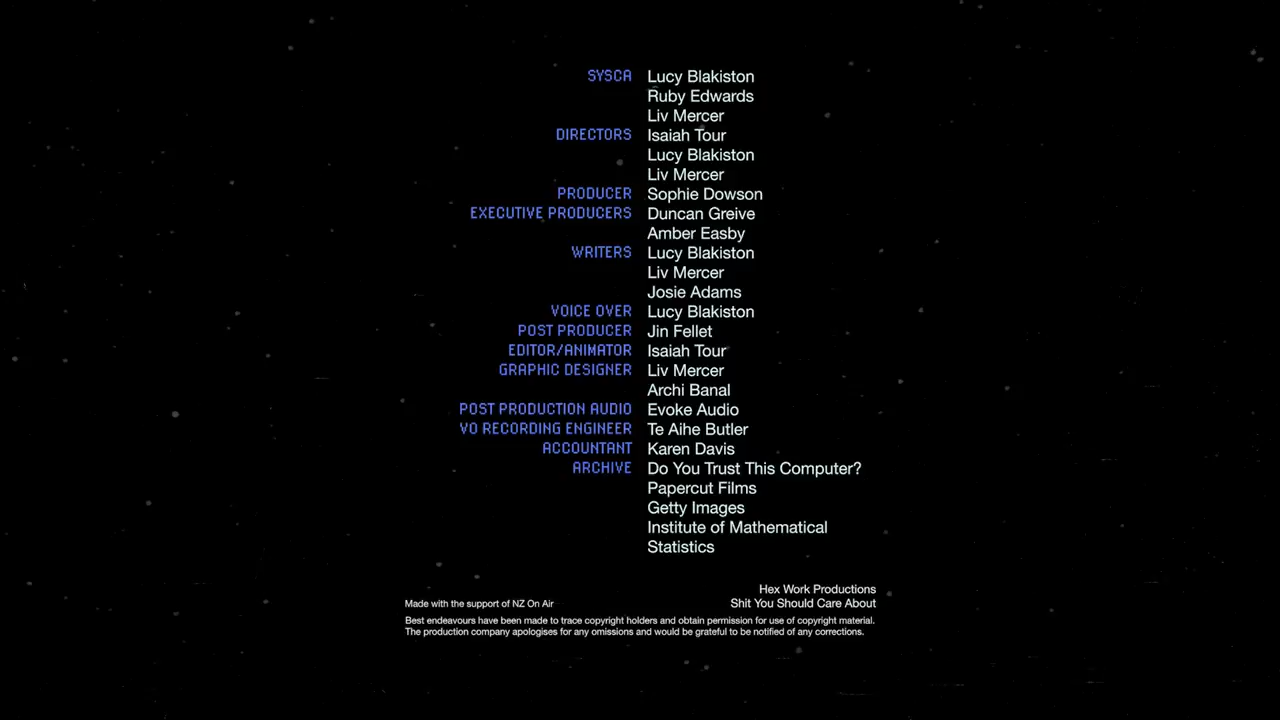 SYSCA Lucy Blakiston
Ruby Edwards
Liv Mercer
DIRECTORS Isaiah Tour
Lucy Blakiston
Liv Mercer
PRODUCER Sophie Dowson
EXECUTIVE PRODUCERS Duncan Greive
Amber Easby
WRITERS Lucy Blakiston
Liv Mercer
Josie Adams
VOICE OVER Lucy Blakiston
POST PRODUCER Jin Fellet
EDITOR/ANIMATOR Isaiah Tour
GRAPHIC DESIGNER Liv Mercer
Archi Banal
POST PRODUCTION AUDIO Evoke Audio
VO RECORDING ENGINEER Te Aihe Butler
ACCOUNTANT Karen Davis
ARCHIVE Do You Trust This Computer?
Papercut Films
Getty Images
Institute of Mathematical
Statistics
Hex Work Productions
Made with the support of NZ On Air Shit You Should Care About
Best endeavours have been made to trace copyright holders and obtain permission for use of copyright material.
The production company apologises for any omissions and would be grateful to be notified of any corrections.